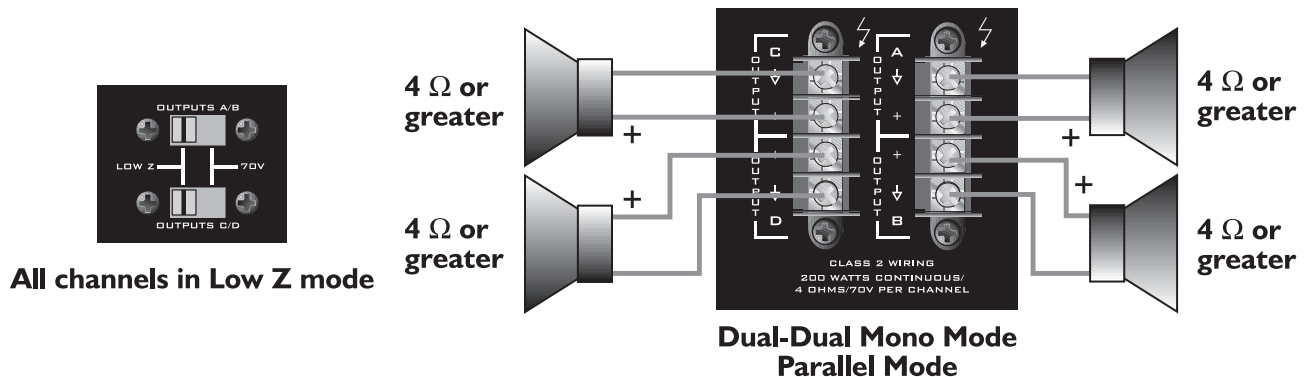 OUTPUTS A/B
LOW Z
70V
OUTPUTS C/D
All channels in Low Z mode
4 Ω or
greater
+
4 Ω or
greater
+
C
OUTPUT
+
+
OUTPUT
D
A
OUTPUT
+
+
OUTPUT
B
CLASS 2 WIRING
200 WATTS CONTINUOUS/
4 OHMS/70V PER CHANNEL
+
4 Ω or
greater
+
4 Ω or
greater
Dual-Dual Mono Mode
Parallel Mode